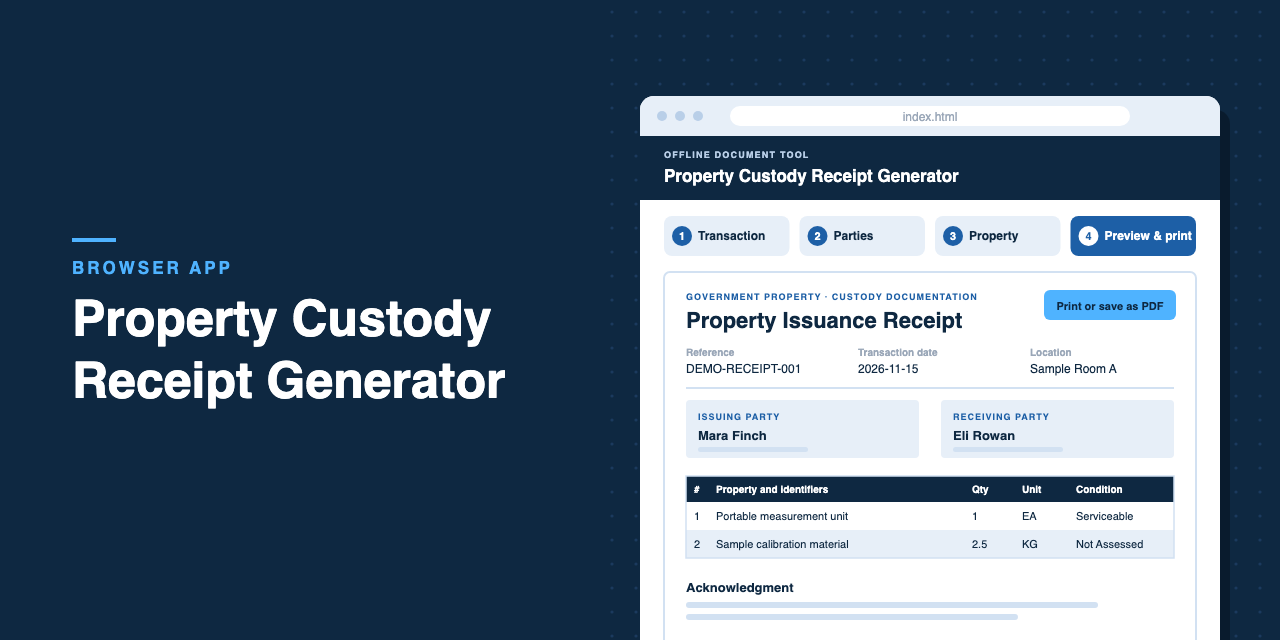 BROWSER APP
Property Custody
Receipt Generator
index.html
OFFLINE DOCUMENT TOOL
Property Custody Receipt Generator
1 Transaction
2 Parties
3 Property
4 Preview & print
GOVERNMENT PROPERTY · CUSTODY DOCUMENTATION
Property Issuance Receipt
Print or save as PDF
Reference Transaction date Location
DEMO-RECEIPT-001 2026-11-15 Sample Room A
ISSUING PARTY
Mara Finch
RECEIVING PARTY
Eli Rowan
# Property and identifiers Qty Unit Condition
1 Portable measurement unit 1 EA Serviceable
2 Sample calibration material 2.5 KG Not Assessed
Acknowledgment